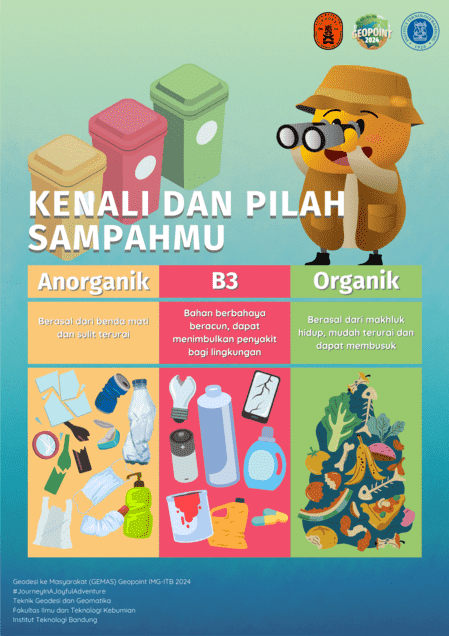 GEOPOINT
2024
KENALI DAN PILAH
SAMPAHMU
Anorganik
Berasal dari benda mati
dan sulit terurai
B3
Bahan berbahaya
beracun, dapat
menimbulkan penyakit
bagi lingkungan
Organik
Berasal dari makhluk
hidup, mudah terurai dan
dapat membusuk
Geodesi ke Masyarakat (GEMAS) Geopoint IMG-ITB 2024
#JourneyInAJoyfulAdventure
Teknik Geodesi dan Geomatika
Fakultas Ilmu dan Teknologi Kebumian
Institut Teknologi Bandung